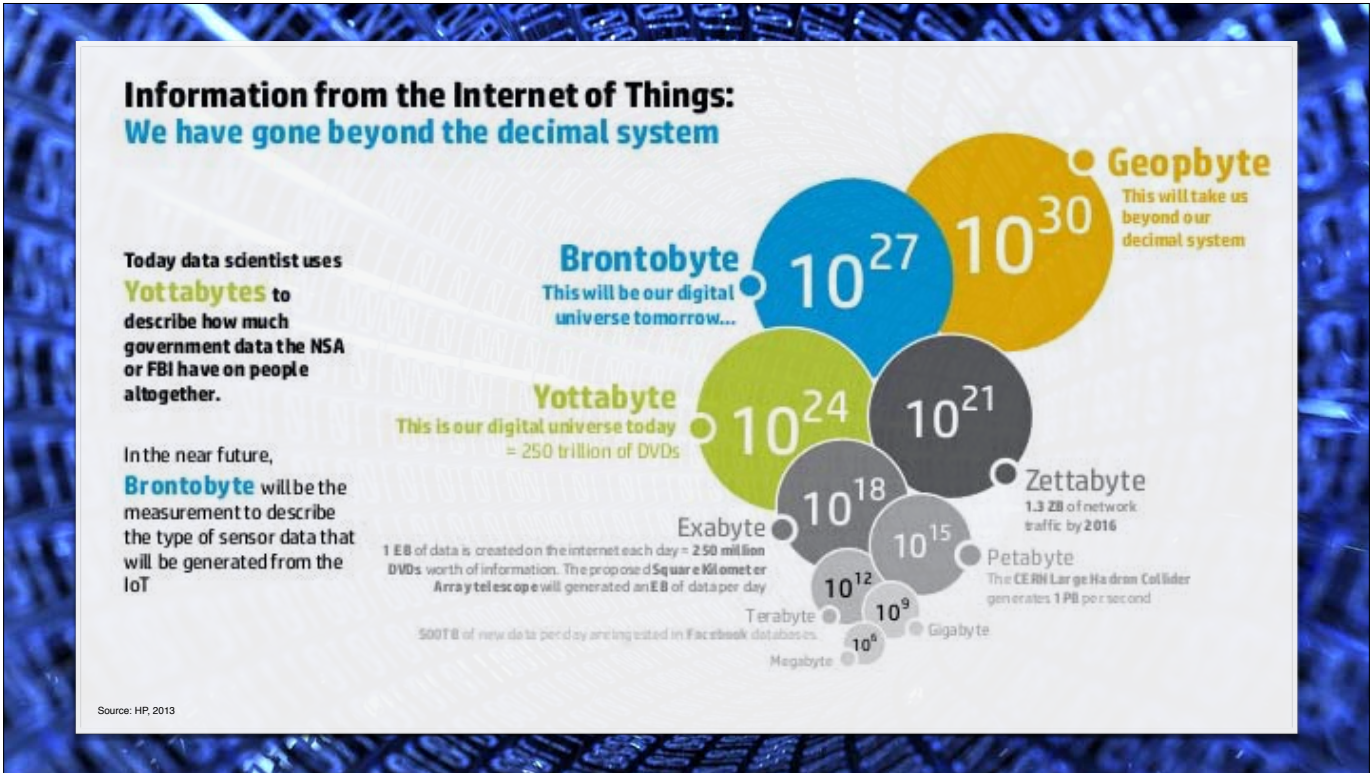 Information from the Internet of Things:
We have gone beyond the decimal system
Today data scientist uses
Yottabytes to
describe how much
government data the NSA
or FBI have on people
altogether.
In the near future,
Brontobyte will be the
measurement to describe
the type of sensor data that
will be generated from the
IoT
Geopbyte
This will take us
beyond our
decimal system
10^30
Brontobyte
This will be our digital
universe tomorrow...
10^27
Yottabyte
This is our digital universe today
= 250 trillion of DVDs
10^24
10^21
Zettabyte
1.3 ZB of network
traffic by 2016
10^18
Exabyte
1 EB of data is created on the internet each day = 250 million
DVDs worth of information. The proposed Square Kilometer
Array telescope will generated an EB of data per day
10^15
Petabyte
The CERN Large Hadron Collider
generates 1 PB per second
10^12
Terabyte
500TB of new data per day are ingested in Facebook databases
10^9
Gigabyte
10^6
Megabyte
Source: HP, 2013